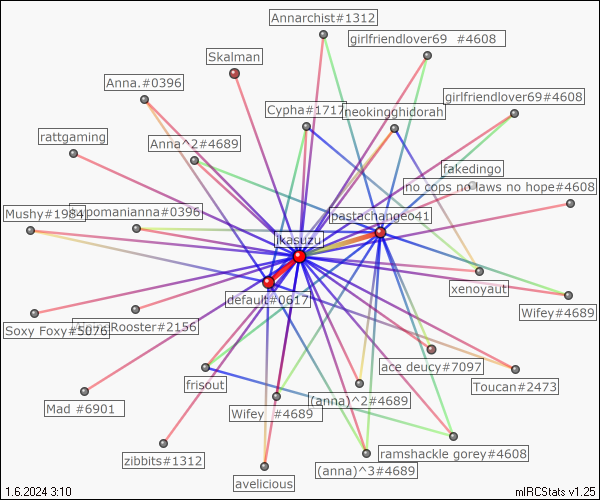 Annarchist#1312
girlfriendlover69 #4608
Skalman
Anna.#0396
girlfriendlover69#4608
Cypha#1717
neokingghidorah
rattgaming
Anna^2#4689
fakedingo
no cops no laws no hope#4608
Mushy#1984
pomanianna#0396
pastachangeo41
ikasuzu
xenoyaut
default#0617
Wifey#4689
Soxy Foxy#5076
Rooster#2156
ace deucy#7097
frisout
Toucan#2473
(anna)^2#4689
Mad #6901
Wifey #4689
ramshackle gorey#4608
zibbits#1312
(anna)^3#4689
avelicious
1.6.2024 3:10
mIRCStats v1.25